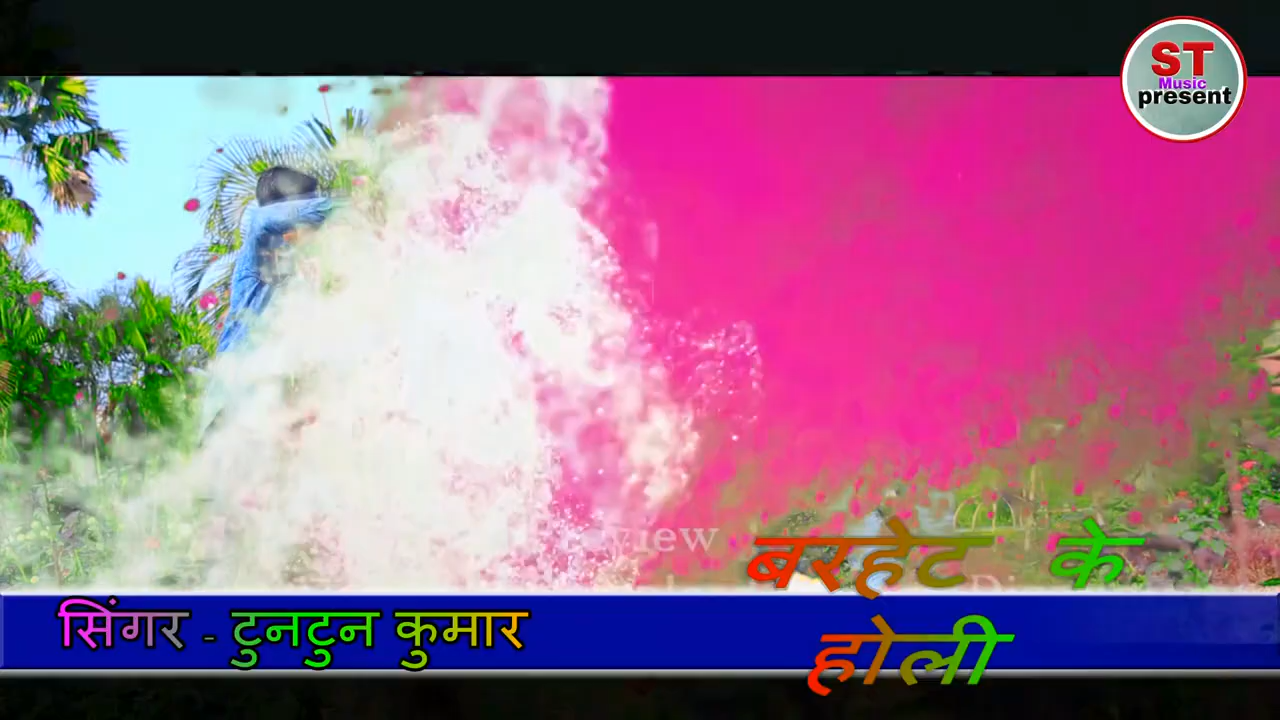 ST
Music
present
बरहेट के
सिंगर - टुनटुन कुमार
होली